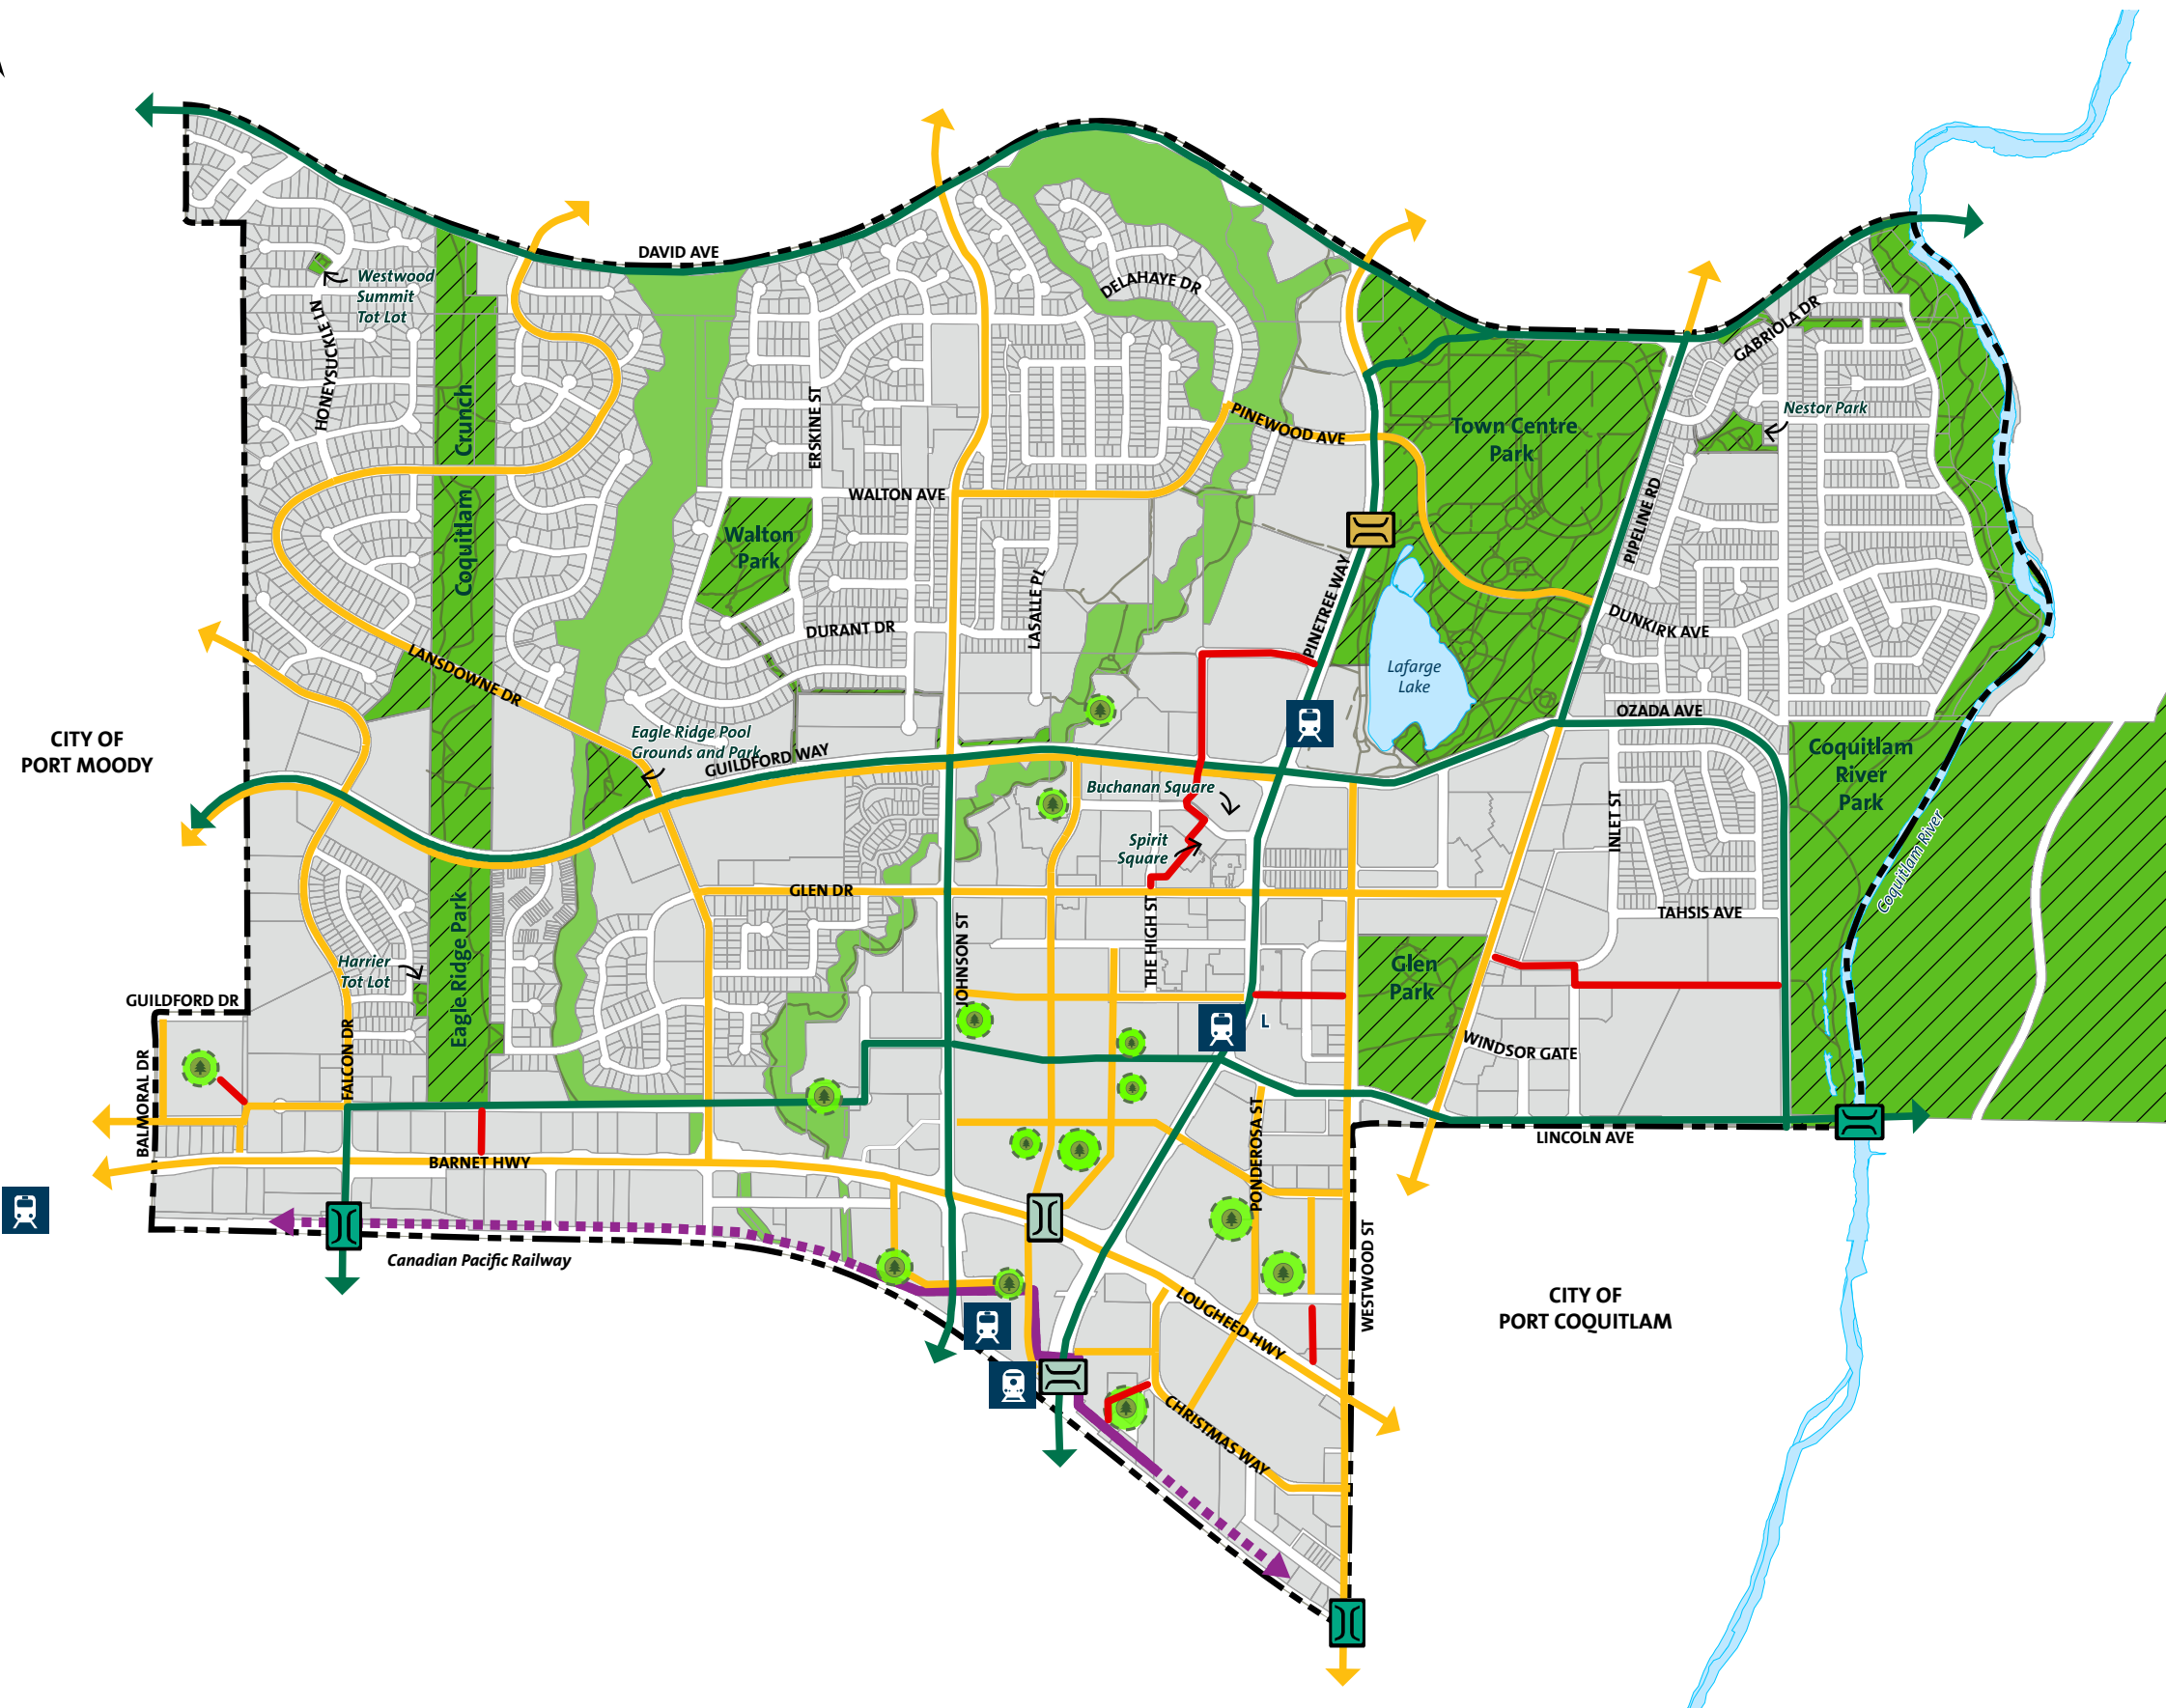 DAVID AVE
Westwood
Summit
Tot Lot
HONEYSUCKLE LN
DELAHAYE DR
GABRIOLA DR
Coquitlam Crunch
ERSKINE ST
PINEWOOD AVE
Town Centre
Park
Nestor Park
WALTON AVE
Walton
Park
PIPELINE RD
LASALLE PL
PINETREE WAY
DURANT DR
DUNKIRK AVE
LANSDOWNE DR
Lafarge
Lake
CITY OF
PORT MOODY
Eagle Ridge Pool
Grounds and Park
GUILDFORD WAY
OZADA AVE
Coquitlam
River
Park
Buchanan Square
Spirit
Square
INLET ST
Coquitlam River
GLEN DR
TAHSIS AVE
Eagle Ridge Park
JOHNSON ST
THE HIGH ST
Harrier
Tot Lot
Glen
Park
GUILDFORD DR
L
WINDSOR GATE
BALMORAL DR
FALCON DR
PONDEROSA ST
LINCOLN AVE
BARNET HWY
WESTWOOD ST
Canadian Pacific Railway
CITY OF
PORT COQUITLAM
LOUGHEED HWY
CHRISTMAS WAY